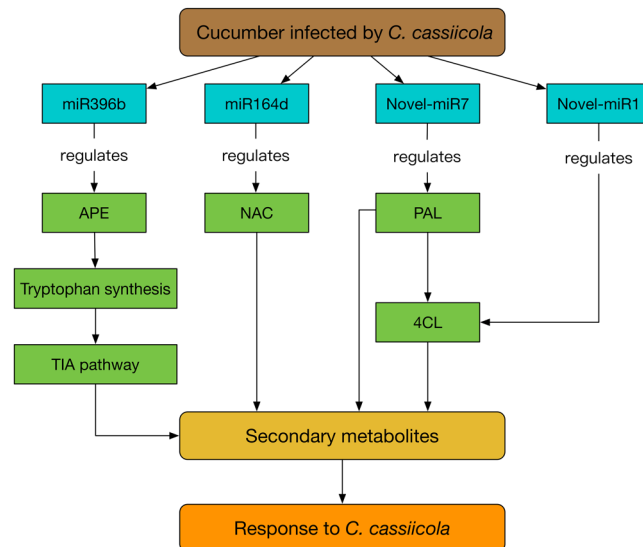 Cucumber infected by C. cassiicola
miR396b
miR164d
Novel-miR7
Novel-miR1
regulates
regulates
regulates
regulates
APE
NAC
PAL
Tryptophan synthesis
4CL
TIA pathway
Secondary metabolites
Response to C. cassiicola